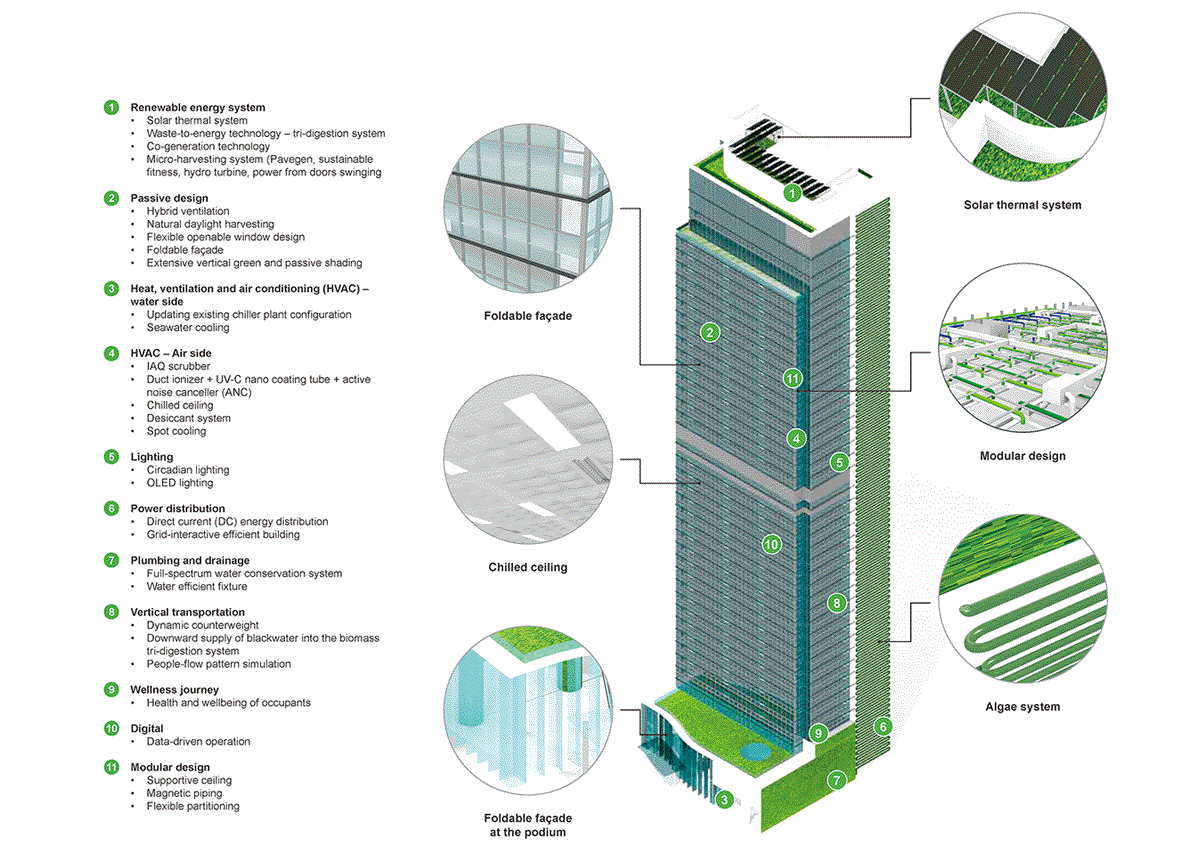 1 Renewable energy system
• Solar thermal system
• Waste-to-energy technology – tri-digestion system
• Co-generation technology
• Micro-harvesting system (Pavegen, sustainable
fitness, hydro turbine, power from doors swinging
2 Passive design
• Hybrid ventilation
• Natural daylight harvesting
• Flexible openable window design
• Foldable façade
• Extensive vertical green and passive shading
3 Heat, ventilation and air conditioning (HVAC) –
water side
• Updating existing chiller plant configuration
• Seawater cooling
4 HVAC – Air side
• IAQ scrubber
• Duct ionizer + UV-C nano coating tube + active
noise canceller (ANC)
• Chilled ceiling
• Desiccant system
• Spot cooling
5 Lighting
• Circadian lighting
• OLED lighting
6 Power distribution
• Direct current (DC) energy distribution
• Grid-interactive efficient building
7 Plumbing and drainage
• Full-spectrum water conservation system
• Water efficient fixture
8 Vertical transportation
• Dynamic counterweight
• Downward supply of blackwater into the biomass
tri-digestion system
• People-flow pattern simulation
9 Wellness journey
• Health and wellbeing of occupants
10 Digital
• Data-driven operation
11 Modular design
• Supportive ceiling
• Magnetic piping
• Flexible partitioning
Foldable façade
Chilled ceiling
Foldable façade
at the podium
1
2
11
4
5
10
8
9
6
7
3
Solar thermal system
Modular design
Algae system